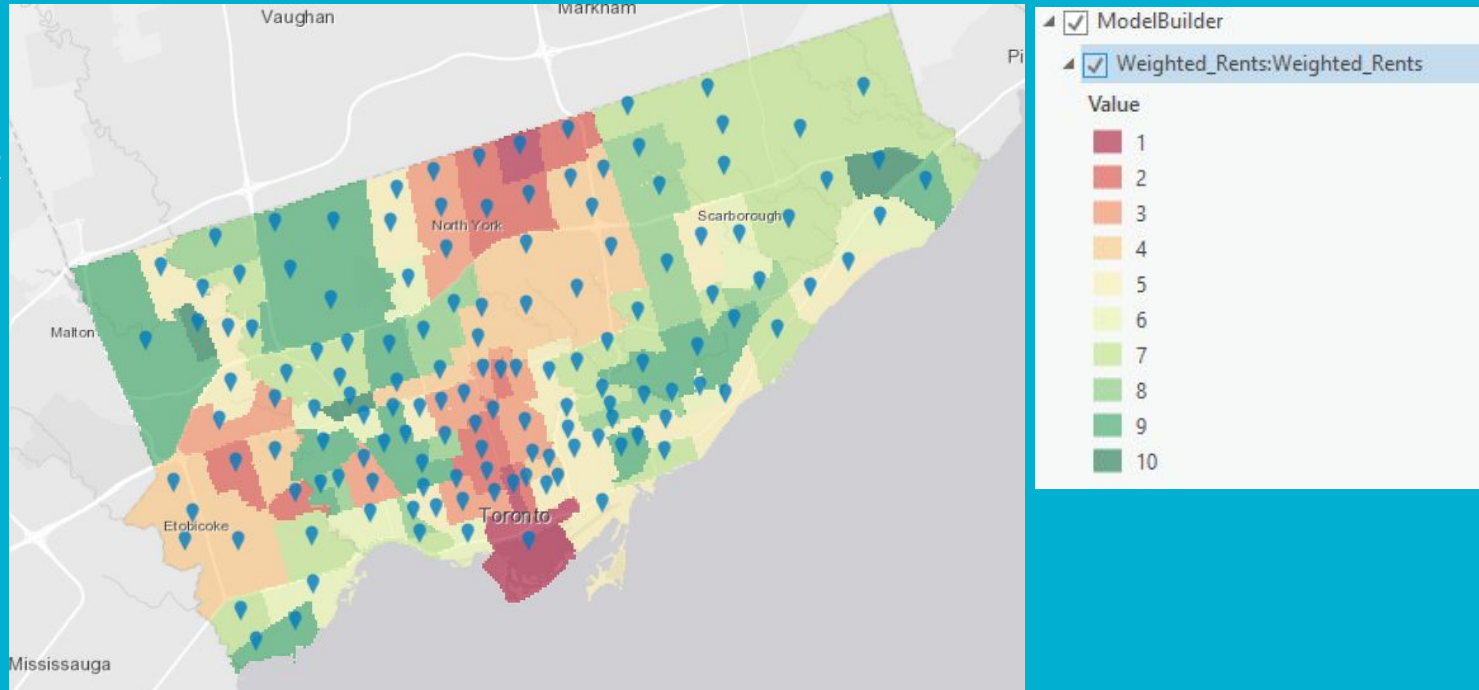 Vaughan
Markham
Pi
North York
Scarborough
Malton
Etobicoke
Toronto
Mississauga
ModelBuilder
Weighted_Rents:Weighted_Rents
Value
1
2
3
4
5
6
7
8
9
10